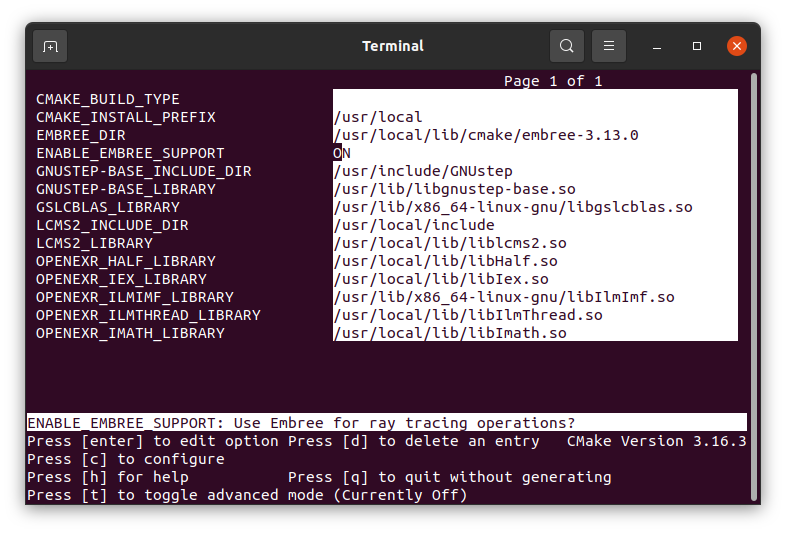 Terminal
Page 1 of 1
CMAKE_BUILD_TYPE
CMAKE_INSTALL_PREFIX /usr/local
EMBREE_DIR /usr/local/lib/cmake/embree-3.13.0
ENABLE_EMBREE_SUPPORT ON
GNUSTEP-BASE_INCLUDE_DIR /usr/include/GNUstep
GNUSTEP-BASE_LIBRARY /usr/lib/libgnustep-base.so
GSLCBLAS_LIBRARY /usr/lib/x86_64-linux-gnu/libgslcblas.so
LCMS2_INCLUDE_DIR /usr/local/include
LCMS2_LIBRARY /usr/local/lib/liblcms2.so
OPENEXR_HALF_LIBRARY /usr/local/lib/libHalf.so
OPENEXR_IEX_LIBRARY /usr/local/lib/libIex.so
OPENEXR_ILMIMF_LIBRARY /usr/lib/x86_64-linux-gnu/libIlmImf.so
OPENEXR_ILMTHREAD_LIBRARY /usr/local/lib/libIlmThread.so
OPENEXR_IMATH_LIBRARY /usr/local/lib/libImath.so
ENABLE_EMBREE_SUPPORT: Use Embree for ray tracing operations?
Press [enter] to edit option Press [d] to delete an entry CMake Version 3.16.3
Press [c] to configure
Press [h] for help Press [q] to quit without generating
Press [t] to toggle advanced mode (Currently Off)